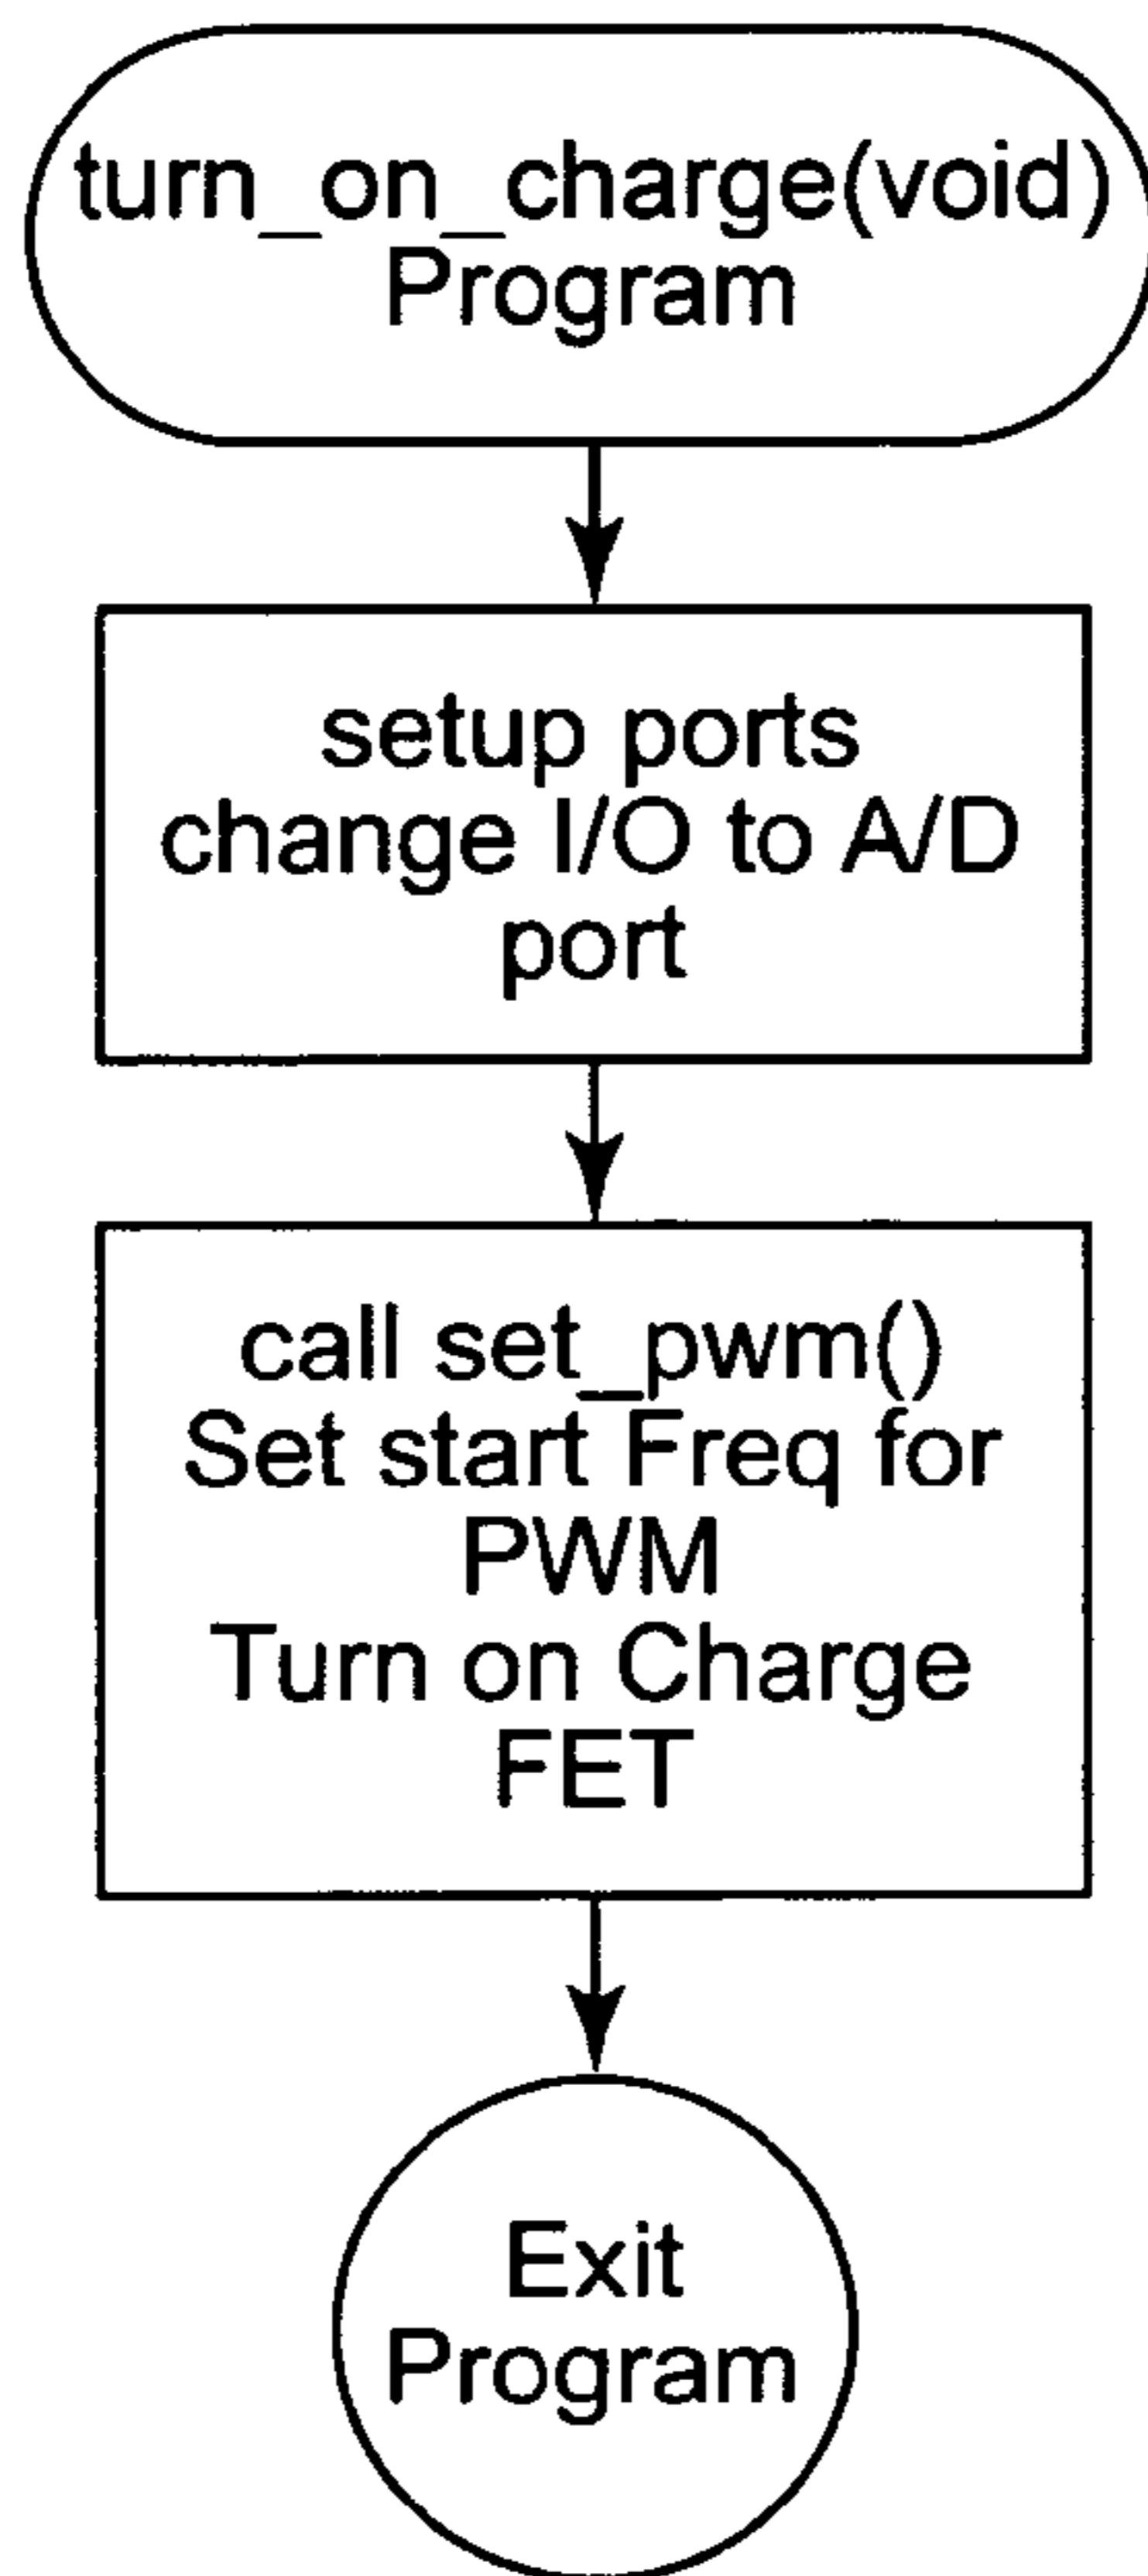 turn_on_charge(void)
Program
setup ports
change I/O to A/D
port
call set_pwm()
Set start Freq for
PWM
Turn on Charge
FET
Exit
Program